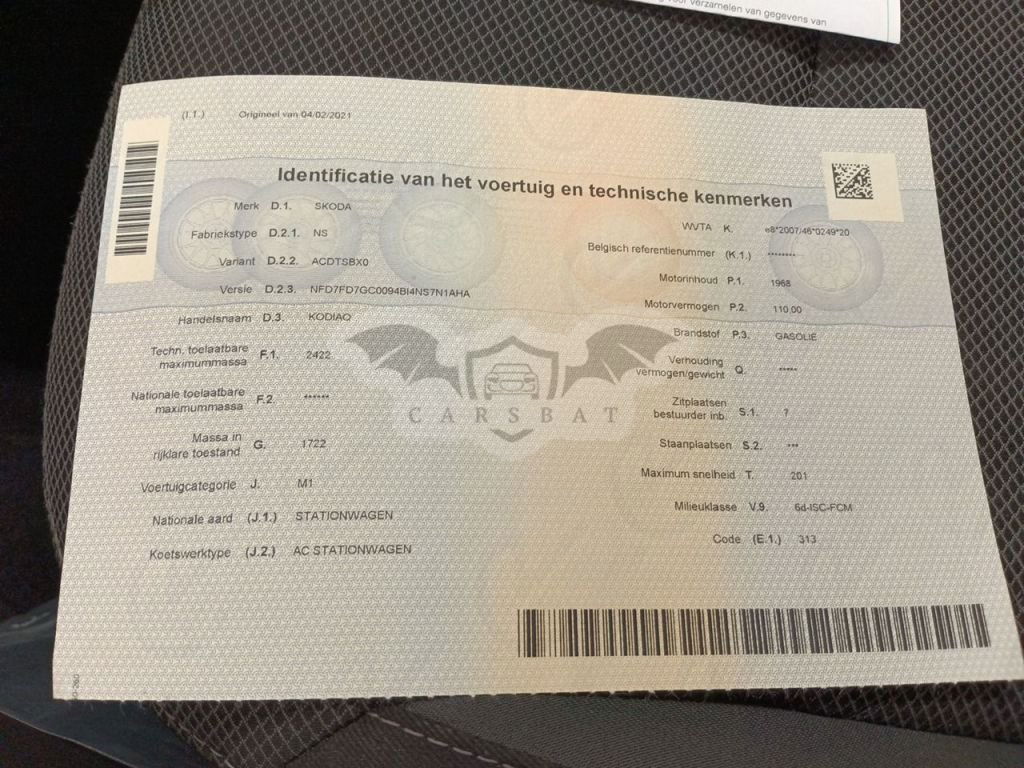 voor verzamelen van gegevens van
(I.1.) Origineel van 04/02/2021
Identificatie van het voertuig en technische kenmerken
Merk D.1. SKODA
Fabriekstype D.2.1. NS
Variant D.2.2. ACDTSBX0
Versie D.2.3. NFD7FD7GC0094BI4NS7N1AHA
Handelsnaam D.3. KODIAQ
Techn. toelaatbare
maximummassa F.1. 2422
Nationale toelaatbare
maximummassa F.2. ******
Massa in
rijklare toestand G. 1722
Voertuigcategorie J. M1
Nationale aard (J.1.) STATIONWAGEN
Koetswerktype (J.2.) AC STATIONWAGEN
WVTA K. e8*2007/46*0249*20
Belgisch referentienummer (K.1.) ********
Motorinhoud P.1. 1968
Motorvermogen P.2. 110,00
Brandstof P.3. GASOLIE
Verhouding
vermogen/gewicht Q. *****
Zitplaatsen
bestuurder inb. S.1.
Staanplaatsen S.2. ***
Maximum snelheid T. 201
Milieuklasse V.9. 6d-ISC-FCM
Code (E.1.) 313
CARSBAT